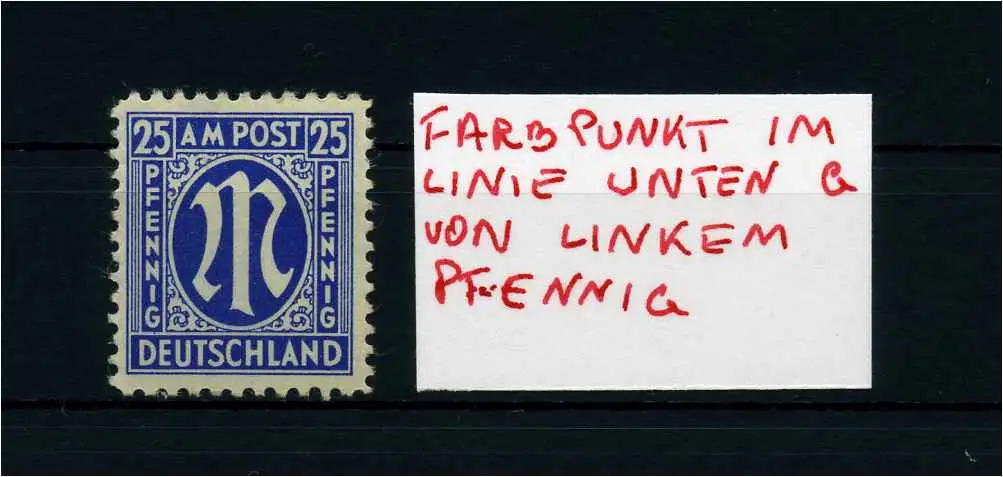 25 AM POST 25
PFENNIG
PFENNIG
DEUTSCHLAND
FARBPUNKT IM
LINIE UNTEN G
VON LINKEM
PFENNIG